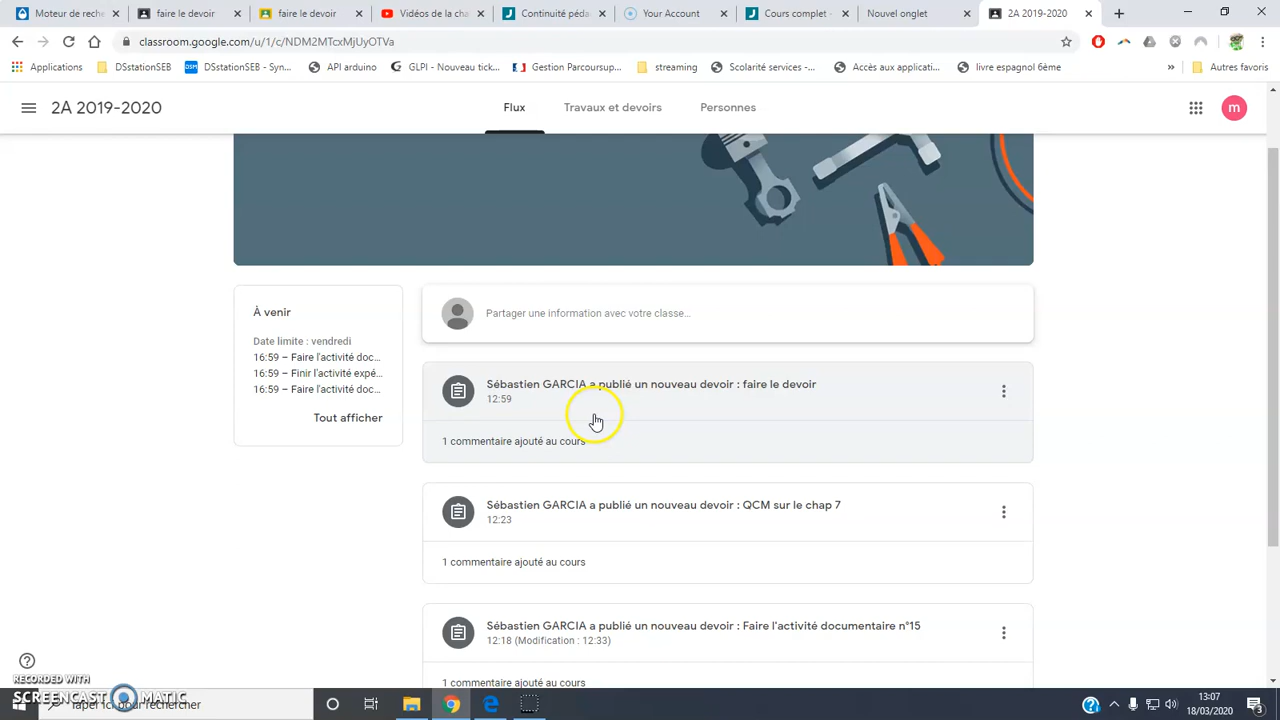 Moteur de reche
faire le devoir
faire le devoir
Vidéos de la cha
Continuité péda
Your Account
Cours complet -
Nouvel onglet
2A 2019-2020
classroom.google.com/u/1/c/NDM2MTcxMjUyOTVa
Applications
DSstationSEB
DSM
DSstationSEB - Syn...
API arduino
GLPI - Nouveau tick...
Gestion Parcoursup...
streaming
Scolarité services -...
Accès aux applicati...
livre espagnol 6ème
»
Autres favoris
2A 2019-2020
Flux
Travaux et devoirs
Personnes
m
À venir
Date limite : vendredi
16:59 – Faire l'activité doc...
16:59 – Finir l'activité expé...
16:59 – Faire l'activité doc...
Tout afficher
Partager une information avec votre classe...
Sébastien GARCIA a publié un nouveau devoir : faire le devoir
12:59
1 commentaire ajouté au cours
Sébastien GARCIA a publié un nouveau devoir : QCM sur le chap 7
12:23
1 commentaire ajouté au cours
Sébastien GARCIA a publié un nouveau devoir : Faire l'activité documentaire n°15
12:18 (Modification : 12:33)
1 commentaire ajouté au cours
RECORDED WITH
SCREENCAST MATIC
Taper ici pour rechercher
13:07
18/03/2020